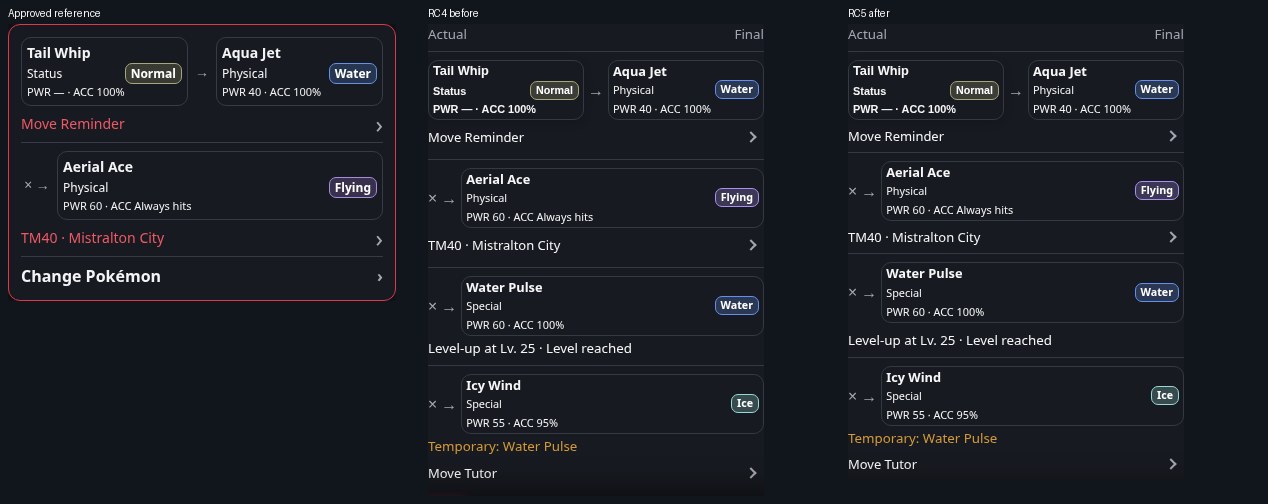 Approved reference
Tail Whip
Status
Normal
PWR — · ACC 100%
→
Aqua Jet
Physical
Water
PWR 40 · ACC 100%
Move Reminder ›
× →
Aerial Ace
Physical
Flying
PWR 60 · ACC Always hits
TM40 · Mistralton City ›
Change Pokémon ›
RC4 before
Actual Final
Tail Whip
Status
Normal
PWR — · ACC 100%
→
Aqua Jet
Physical
Water
PWR 40 · ACC 100%
Move Reminder
× →
Aerial Ace
Physical
Flying
PWR 60 · ACC Always hits
TM40 · Mistralton City
× →
Water Pulse
Special
Water
PWR 60 · ACC 100%
Level-up at Lv. 25 · Level reached
× →
Icy Wind
Special
Ice
PWR 55 · ACC 95%
Temporary: Water Pulse
Move Tutor
RC5 after
Actual Final
Tail Whip
Status
Normal
PWR — · ACC 100%
→
Aqua Jet
Physical
Water
PWR 40 · ACC 100%
Move Reminder
× →
Aerial Ace
Physical
Flying
PWR 60 · ACC Always hits
TM40 · Mistralton City
× →
Water Pulse
Special
Water
PWR 60 · ACC 100%
Level-up at Lv. 25 · Level reached
× →
Icy Wind
Special
Ice
PWR 55 · ACC 95%
Temporary: Water Pulse
Move Tutor